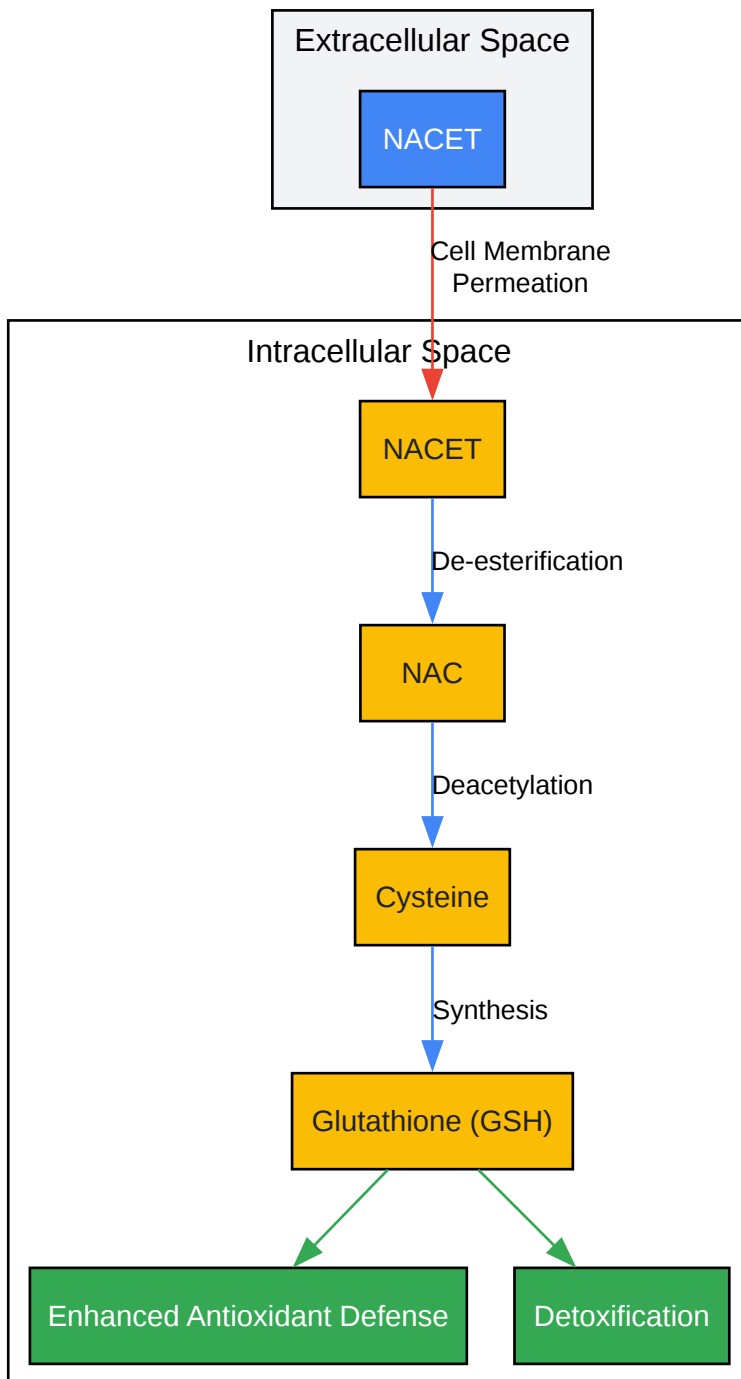 Extracellular Space
NACET
Cell Membrane
Permeation
Intracellular Space
NACET
De-esterification
NAC
Deacetylation
Cysteine
Synthesis
Glutathione (GSH)
Enhanced Antioxidant Defense
Detoxification